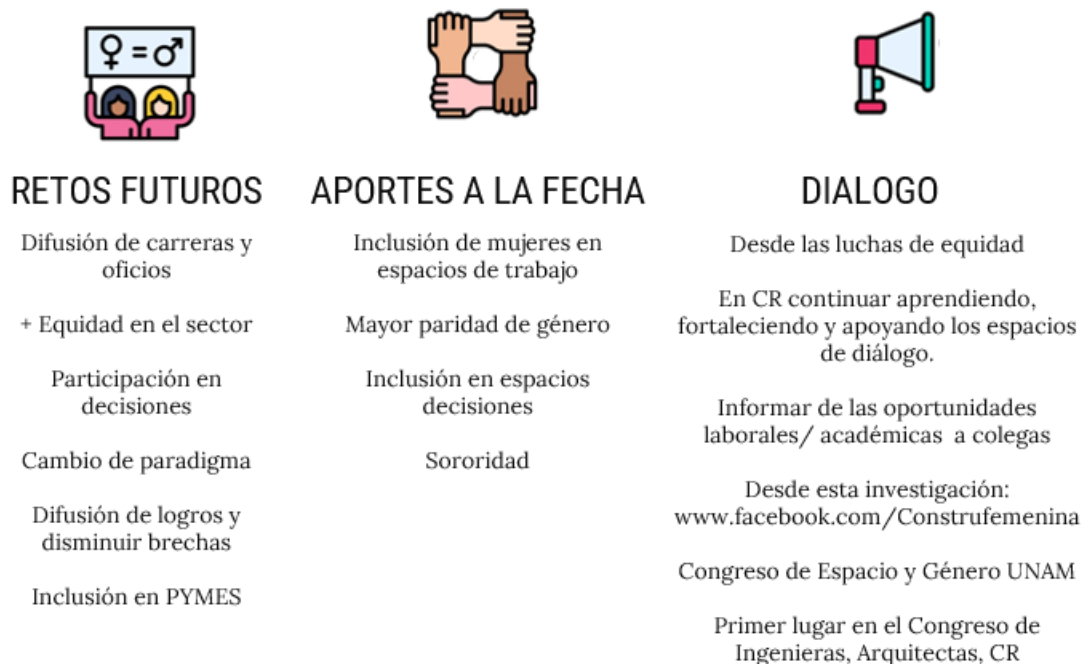 RETOS FUTUROS
Difusión de carreras y
oficios
+ Equidad en el sector
Participación en
decisiones
Cambio de paradigma
Difusión de logros y
disminuir brechas
Inclusión en PYMES
APORTES A LA FECHA
Inclusión de mujeres en
espacios de trabajo
Mayor paridad de género
Inclusión en espacios
decisiones
Sororidad
DIALOGO
Desde las luchas de equidad
En CR continuar aprendiendo,
fortaleciendo y apoyando los espacios
de diálogo.
Informar de las oportunidades
laborales/ académicas a colegas
Desde esta investigación:
www.facebook.com/Construfemenina
Congreso de Espacio y Género UNAM
Primer lugar en el Congreso de
Ingenieras, Arquitectas, CR